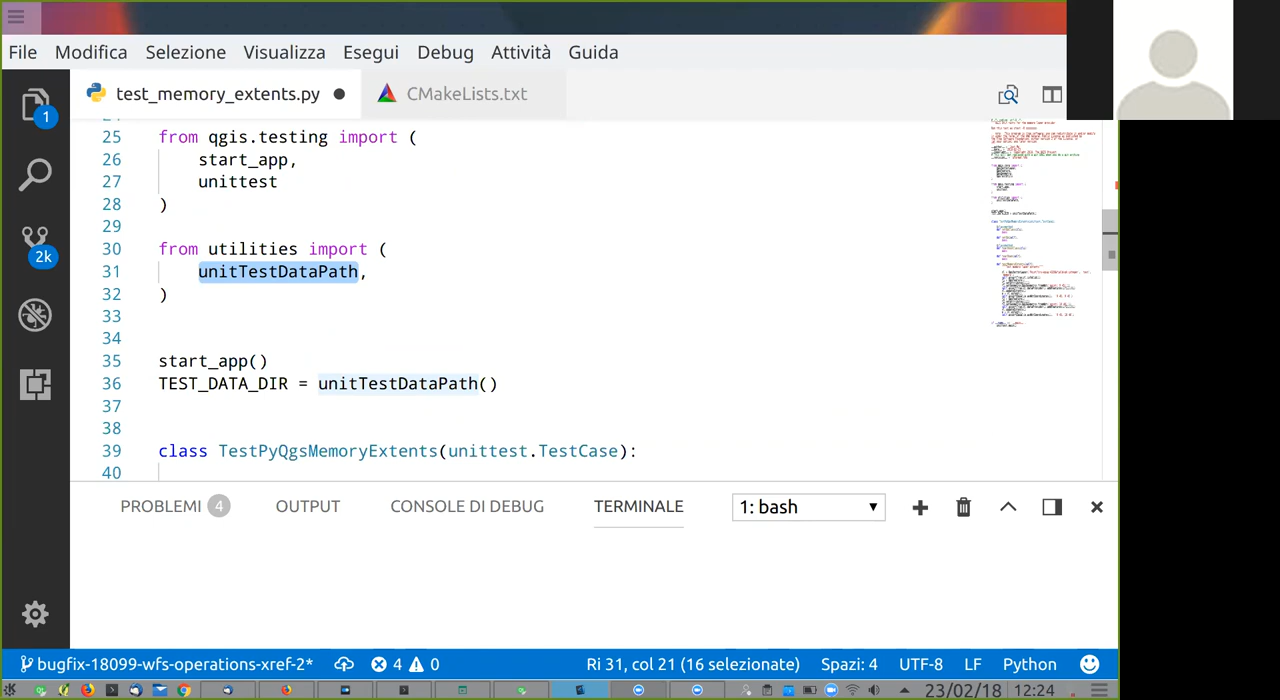 File Modifica Selezione Visualizza Esegui Debug Attività Guida
test_memory_extents.py ● CMakeLists.txt
1
25 from qgis.testing import (
26 start_app,
27 unittest
28 )
29
30 from utilities import (
31 unitTestDataPath,
32 )
33
34
35 start_app()
36 TEST_DATA_DIR = unitTestDataPath()
37
38
39 class TestPyQgsMemoryExtents(unittest.TestCase):
40
2k
PROBLEMI 4 OUTPUT CONSOLE DI DEBUG TERMINALE 1: bash
bugfix-18099-wfs-operations-xref-2* 4 0 Ri 31, col 21 (16 selezionate) Spazi: 4 UTF-8 LF Python
23/02/18 12:24